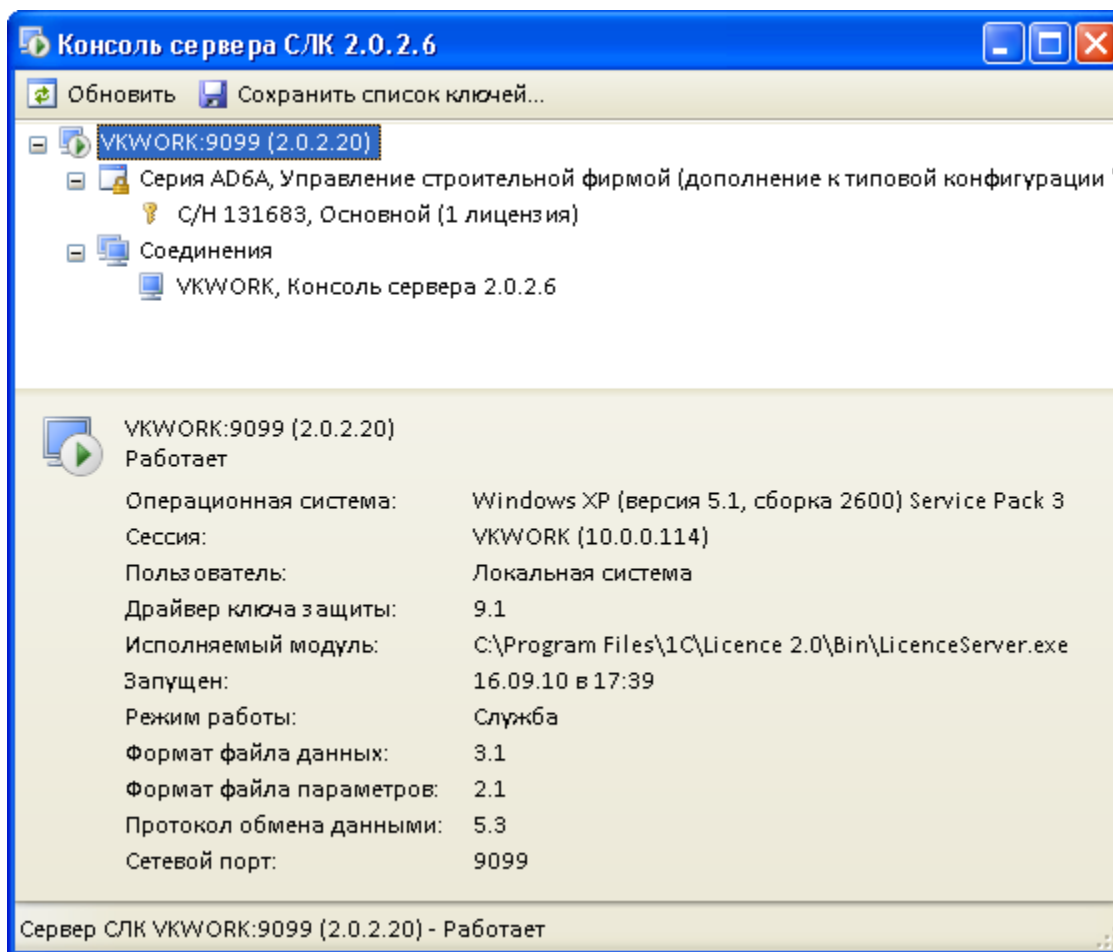 Консоль сервера СЛК 2.0.2.6
Обновить Сохранить список ключей...
VKWORK:9099 (2.0.2.20)
Серия AD6A, Управление строительной фирмой (дополнение к типовой конфигурации "
С/Н 131683, Основной (1 лицензия)
Соединения
VKWORK, Консоль сервера 2.0.2.6
VKWORK:9099 (2.0.2.20)
Работает
Операционная система: Windows XP (версия 5.1, сборка 2600) Service Pack 3
Сессия: VKWORK (10.0.0.114)
Пользователь: Локальная система
Драйвер ключа защиты: 9.1
Исполняемый модуль: C:\Program Files\1C\Licence 2.0\Bin\LicenceServer.exe
Запущен: 16.09.10 в 17:39
Режим работы: Служба
Формат файла данных: 3.1
Формат файла параметров: 2.1
Протокол обмена данными: 5.3
Сетевой порт: 9099
Сервер СЛК VKWORK:9099 (2.0.2.20) - Работает